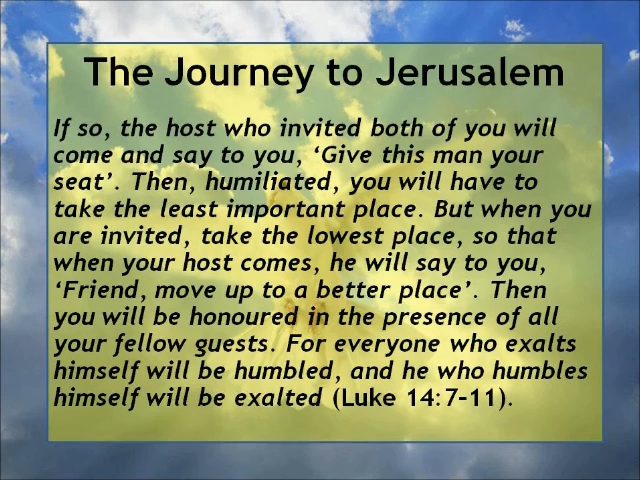 The Journey to Jerusalem
If so, the host who invited both of you will
come and say to you, ‘Give this man your
seat’. Then, humiliated, you will have to
take the least important place. But when you
are invited, take the lowest place, so that
when your host comes, he will say to you,
‘Friend, move up to a better place’. Then
you will be honoured in the presence of all
your fellow guests. For everyone who exalts
himself will be humbled, and he who humbles
himself will be exalted (Luke 14:7-11).